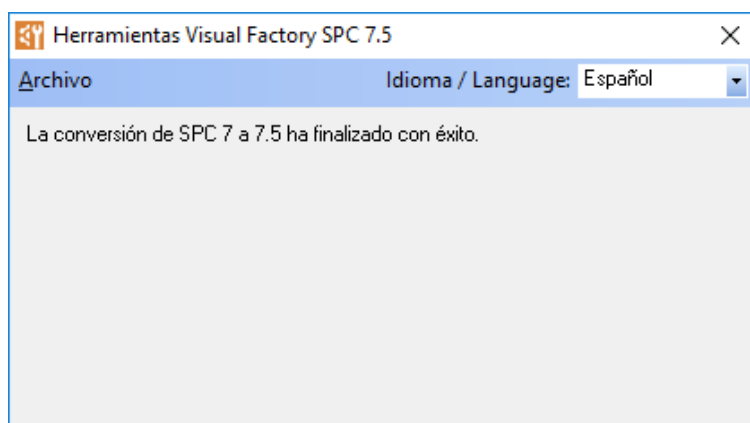 Herramientas Visual Factory SPC 7.5
Archivo Idioma / Language: Español
La conversión de SPC 7 a 7.5 ha finalizado con éxito.